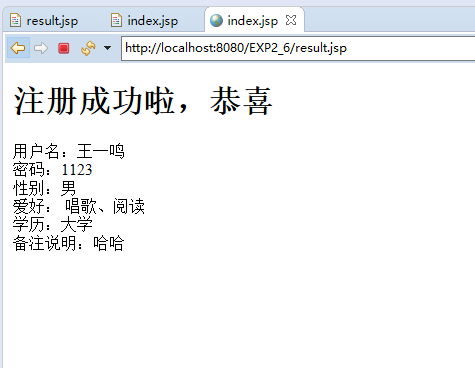 result.jsp index.jsp index.jsp
http://localhost:8080/EXP2_6/result.jsp
注册成功啦，恭喜
用户名：王一鸣
密码：1123
性别：男
爱好： 唱歌、阅读
学历：大学
备注说明：哈哈